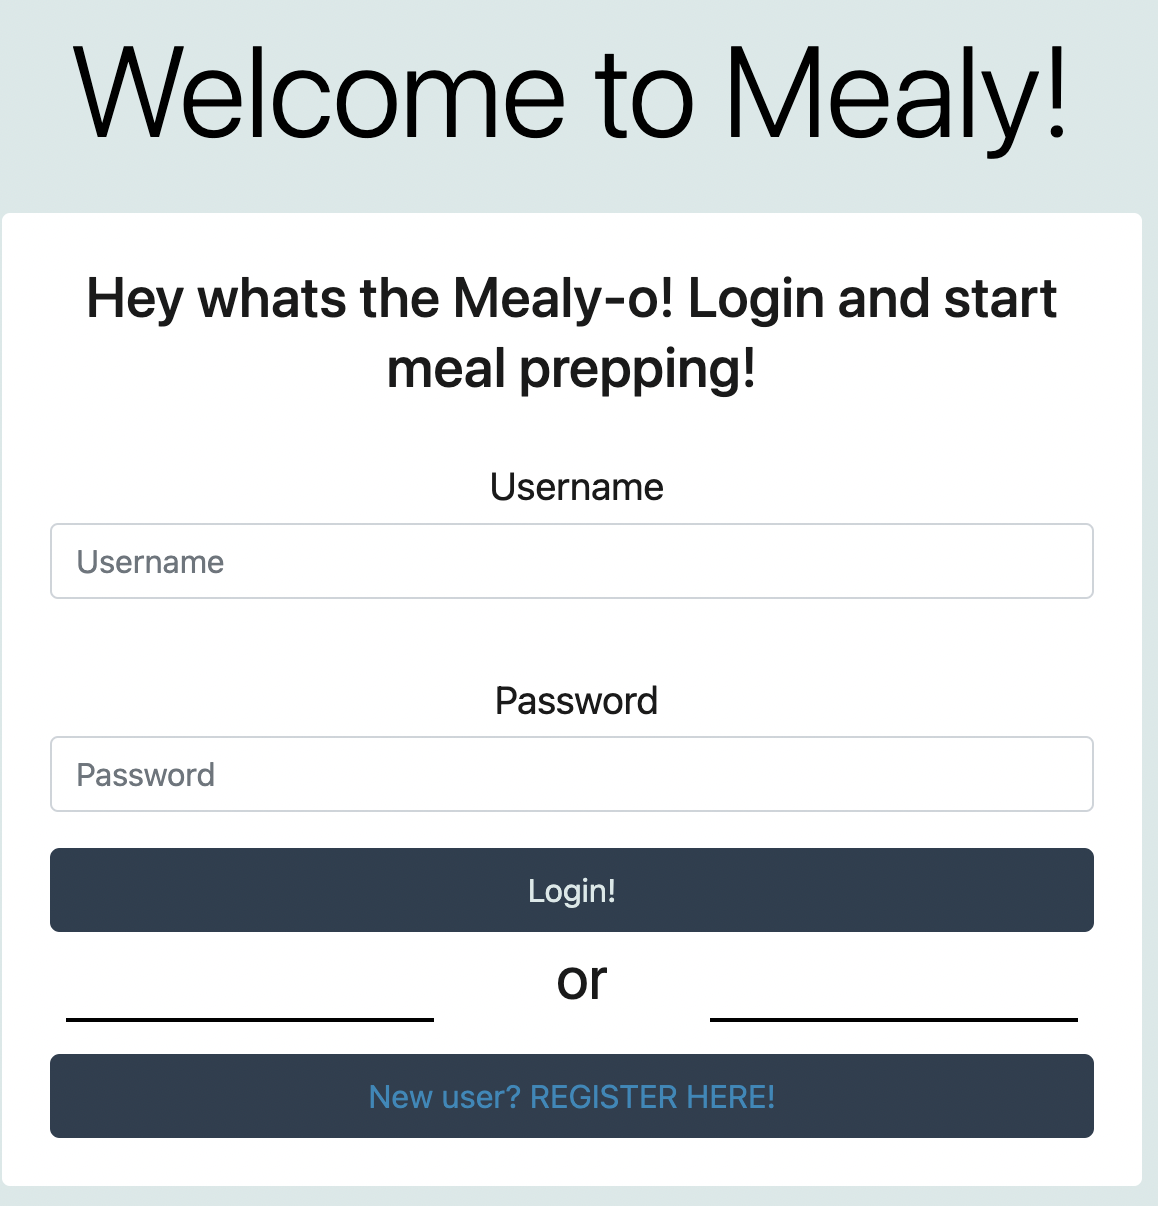 Welcome to Mealy!
Hey whats the Mealy-o! Login and start
meal prepping!
Username
Username
Password
Password
Login!
or
New user? REGISTER HERE!